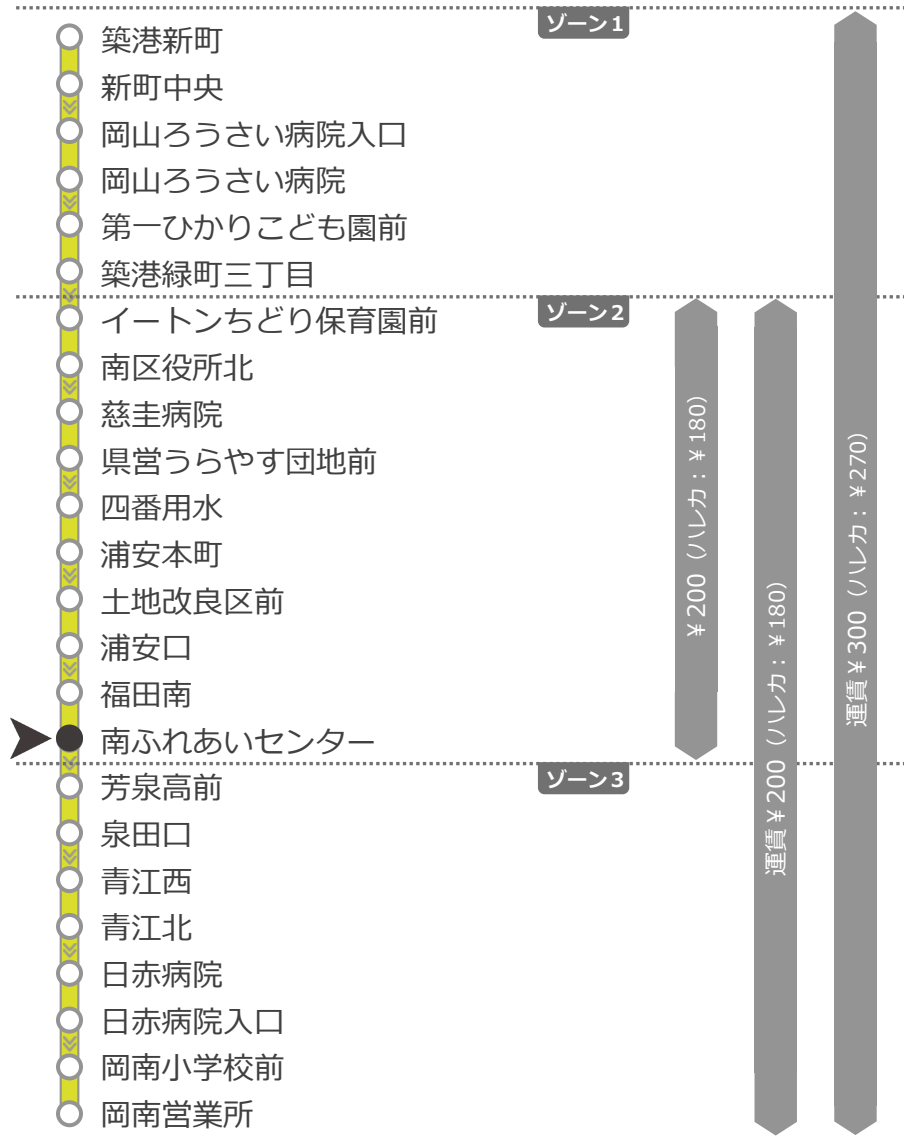 ゾーン1
築港新町
新町中央
岡山ろうさい病院入口
岡山ろうさい病院
第一ひかりこども園前
築港緑町三丁目
ゾーン2
イートンちどり保育園前
南区役所北
慈圭病院
県営うらやす団地前
四番用水
浦安本町
土地改良区前
浦安口
福田南
南ふれあいセンター
ゾーン3
芳泉高前
泉田口
青江西
青江北
日赤病院
日赤病院入口
岡南小学校前
岡南営業所
¥200（ハレカ：¥180）
運賃¥200（ハレカ：¥180）
運賃¥300（ハレカ：¥270）